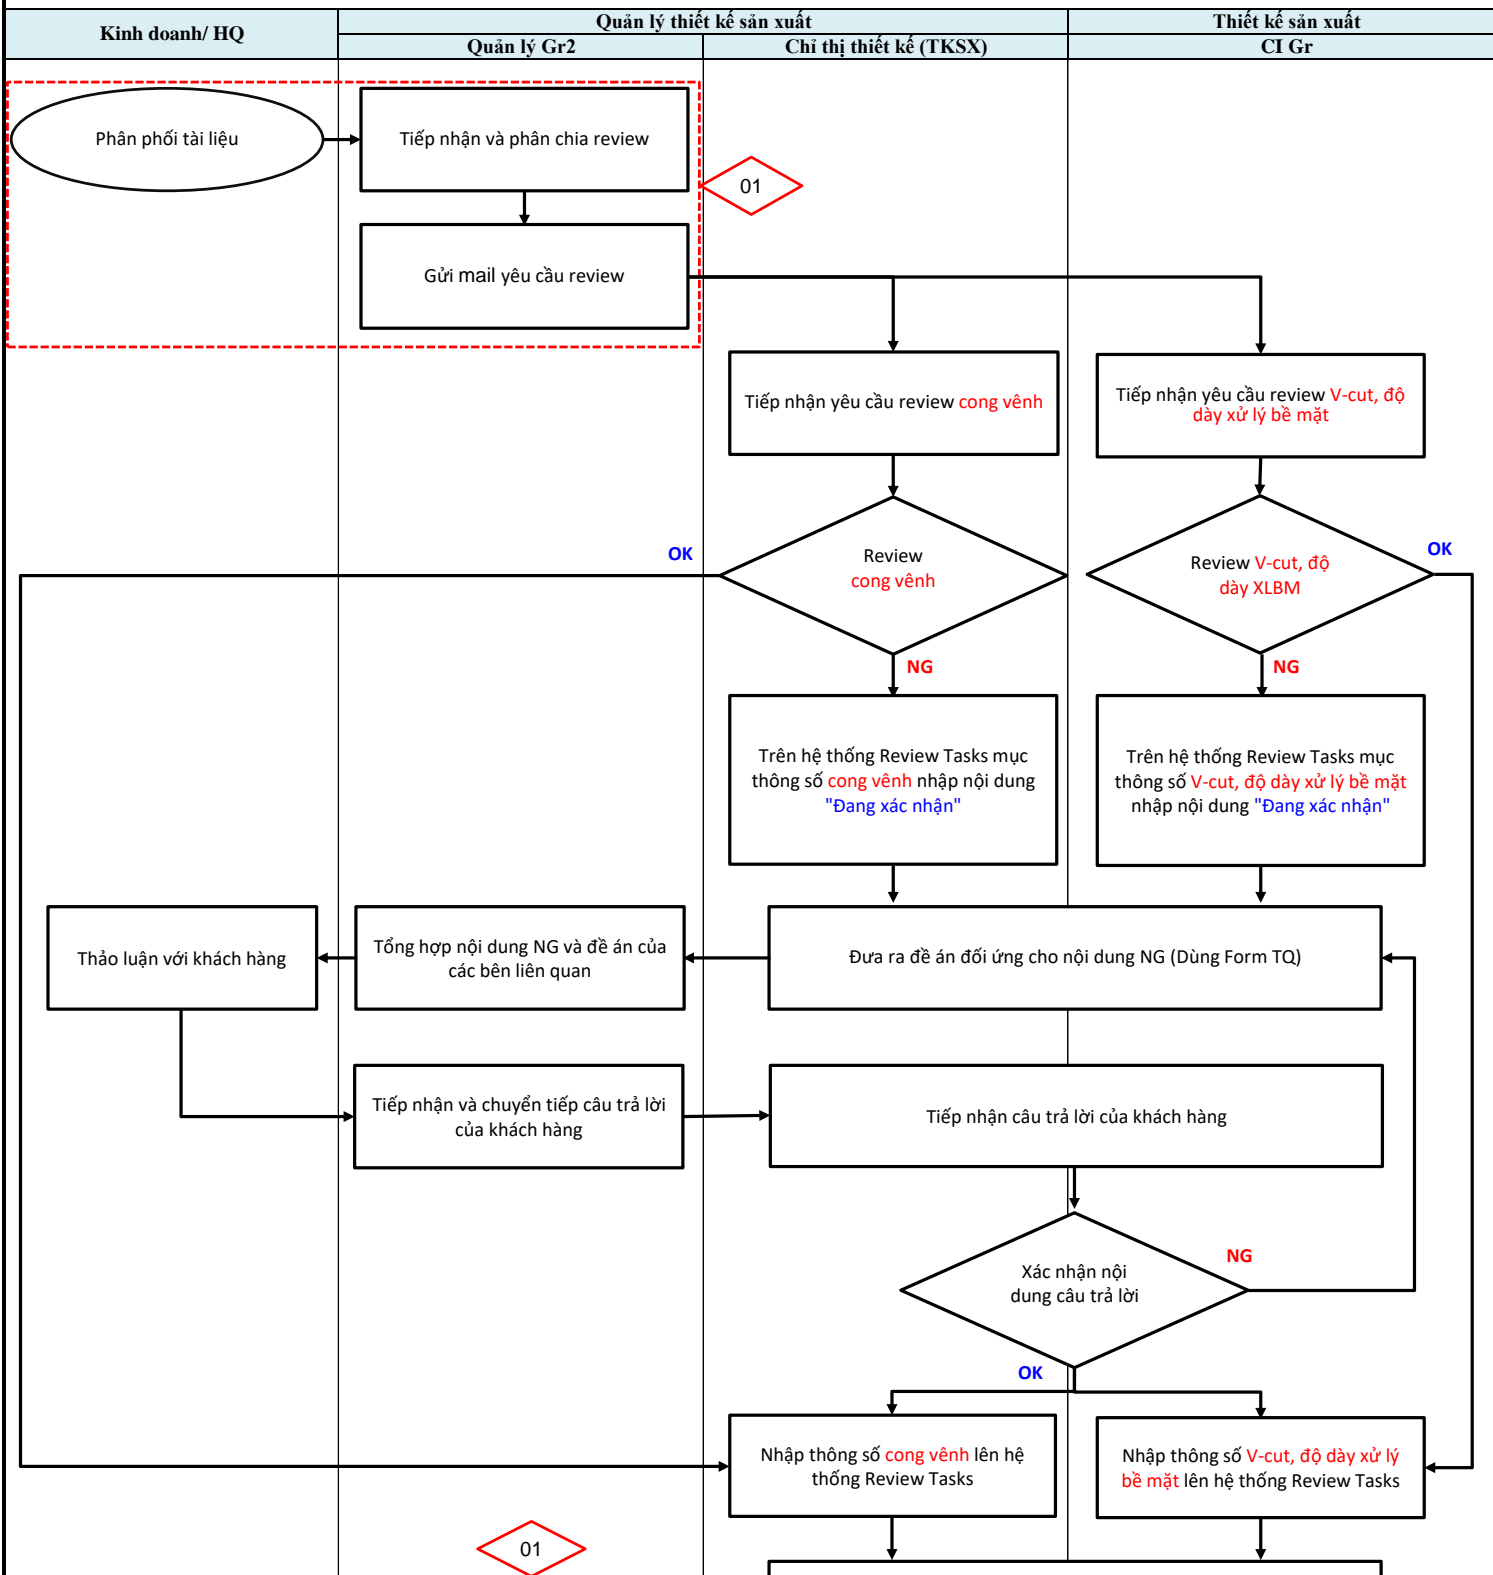 Kinh doanh/ HQ
Quản lý thiết kế sản xuất
Thiết kế sản xuất
Quản lý Gr2
Chỉ thị thiết kế (TKSX)
CI Gr
Phân phối tài liệu
Tiếp nhận và phân chia review
01
Gửi mail yêu cầu review
Tiếp nhận yêu cầu review cong vênh
Tiếp nhận yêu cầu review V-cut, độ
dày xử lý bề mặt
OK
Review
cong vênh
Review V-cut, độ
dày XLBM
OK
NG
NG
Trên hệ thống Review Tasks mục
thông số cong vênh nhập nội dung
"Đang xác nhận"
Trên hệ thống Review Tasks mục
thông số V-cut, độ dày xử lý bề mặt
nhập nội dung "Đang xác nhận"
Thảo luận với khách hàng
Tổng hợp nội dung NG và đề án của
các bên liên quan
Đưa ra đề án đối ứng cho nội dung NG (Dùng Form TQ)
Tiếp nhận và chuyển tiếp câu trả lời
của khách hàng
Tiếp nhận câu trả lời của khách hàng
Xác nhận nội
dung câu trả lời
NG
OK
Nhập thông số cong vênh lên hệ
thống Review Tasks
Nhập thông số V-cut, độ dày xử lý
bề mặt lên hệ thống Review Tasks
01